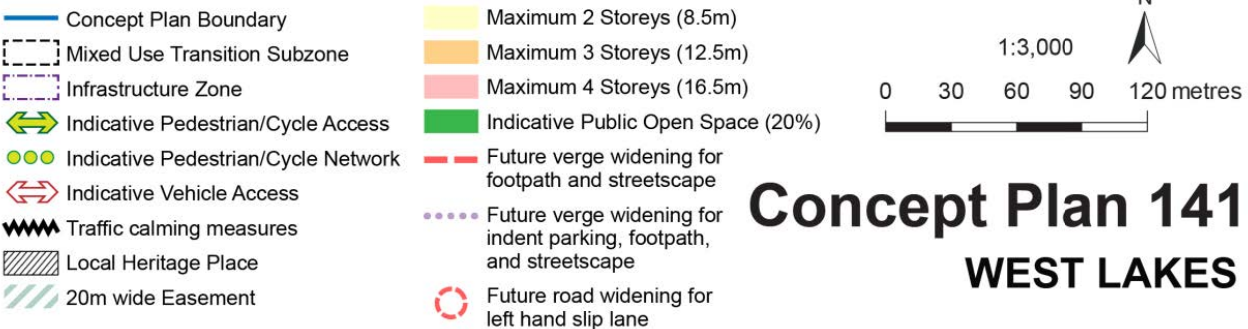 Concept Plan Boundary
Mixed Use Transition Subzone
Infrastructure Zone
Indicative Pedestrian/Cycle Access
Indicative Pedestrian/Cycle Network
Indicative Vehicle Access
Traffic calming measures
Local Heritage Place
20m wide Easement
Maximum 2 Storeys (8.5m)
Maximum 3 Storeys (12.5m)
Maximum 4 Storeys (16.5m)
Indicative Public Open Space (20%)
Future verge widening for
footpath and streetscape
Future verge widening for
indent parking, footpath,
and streetscape
Future road widening for
left hand slip lane
N
1:3,000
0 30 60 90 120 metres
Concept Plan 141
WEST LAKES